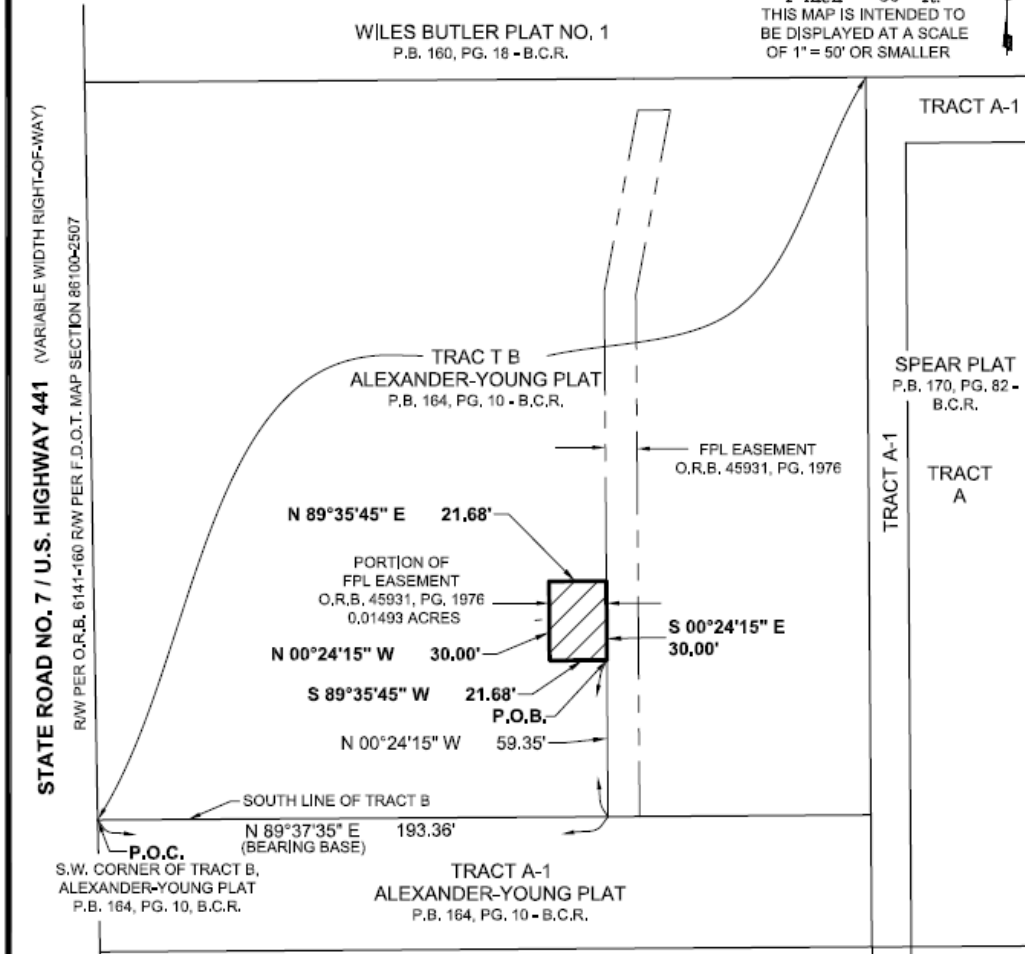 WILES BUTLER PLAT NO. 1
P.B. 160, PG. 18 - B.C.R.
THIS MAP IS INTENDED TO
BE DISPLAYED AT A SCALE
OF 1" = 50' OR SMALLER
TRACT A-1
STATE ROAD NO. 7 / U.S. HIGHWAY 441 (VARIABLE WIDTH RIGHT-OF-WAY)
R/W PER O.R.B. 6141-160 R/W PER F.D.O.T. MAP SECTION 86100-2507
TRAC T B
ALEXANDER-YOUNG PLAT
P.B. 164, PG. 10 - B.C.R.
SPEAR PLAT
P.B. 170, PG. 82 -
B.C.R.
TRACT A-1
TRACT
A
FPL EASEMENT
O.R.B. 45931, PG. 1976
N 89°35'45" E 21.68'
PORTION OF
FPL EASEMENT
O.R.B. 45931, PG. 1976
0.01493 ACRES
S 00°24'15" E
30.00'
N 00°24'15" W 30.00'
S 89°35'45" W 21.68'
P.O.B.
N 00°24'15" W 59.35'
SOUTH LINE OF TRACT B
N 89°37'35" E 193.36'
(BEARING BASE)
P.O.C.
S.W. CORNER OF TRACT B,
ALEXANDER-YOUNG PLAT
P.B. 164, PG. 10, B.C.R.
TRACT A-1
ALEXANDER-YOUNG PLAT
P.B. 164, PG. 10 - B.C.R.